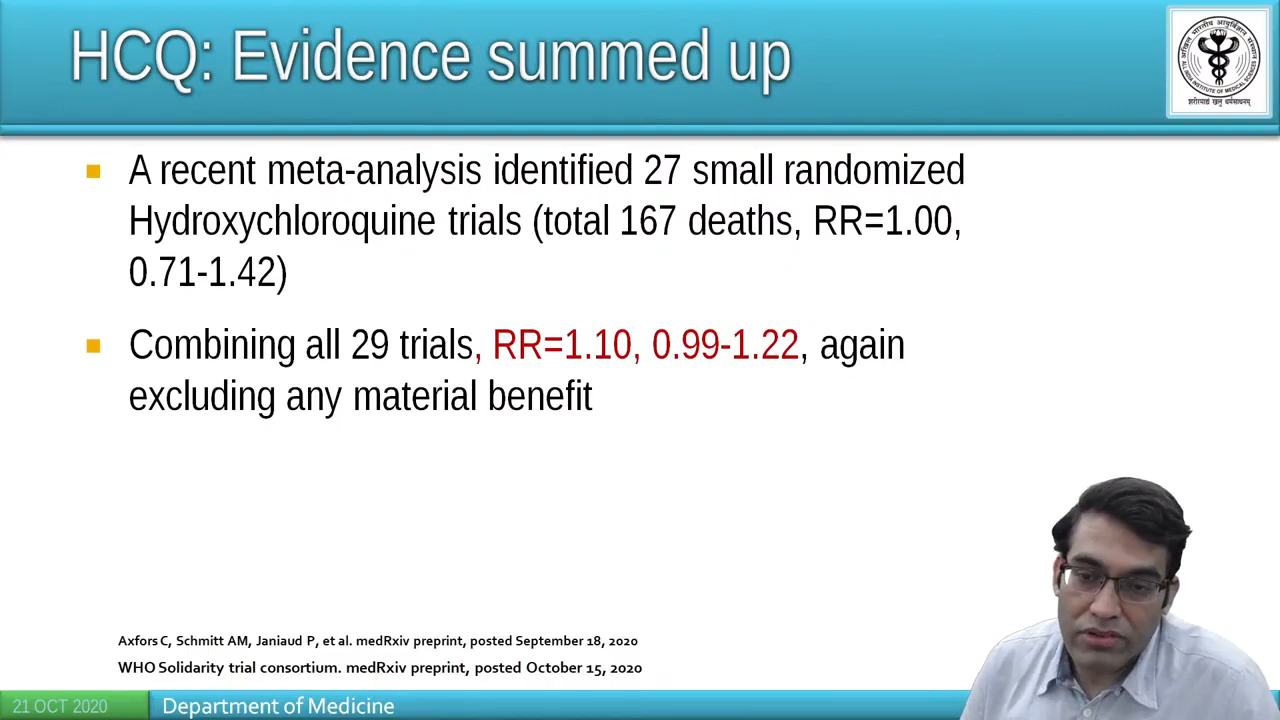 HCQ: Evidence summed up
A recent meta-analysis identified 27 small randomized
Hydroxychloroquine trials (total 167 deaths, RR=1.00,
0.71-1.42)
Combining all 29 trials, RR=1.10, 0.99-1.22, again
excluding any material benefit
Axfors C, Schmitt AM, Janiaud P, et al. medRxiv preprint, posted September 18, 2020
WHO Solidarity trial consortium. medRxiv preprint, posted October 15, 2020
21 OCT 2020
Department of Medicine